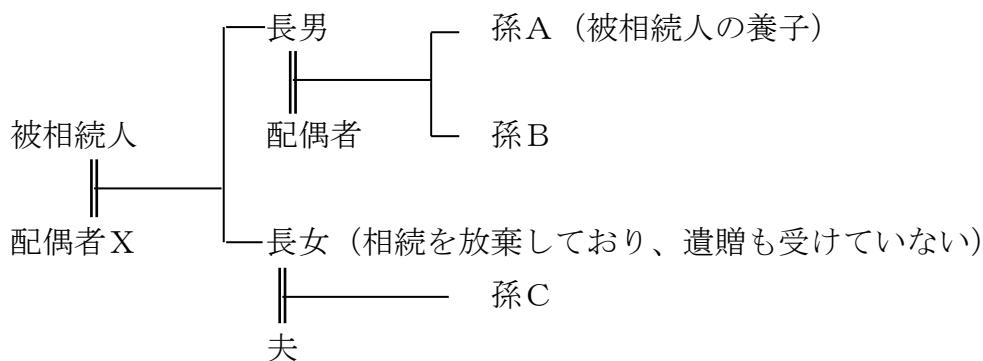 長男
孫A（被相続人の養子）
被相続人
配偶者
孫B
配偶者X
長女（相続を放棄しており、遺贈も受けていない）
孫C
夫